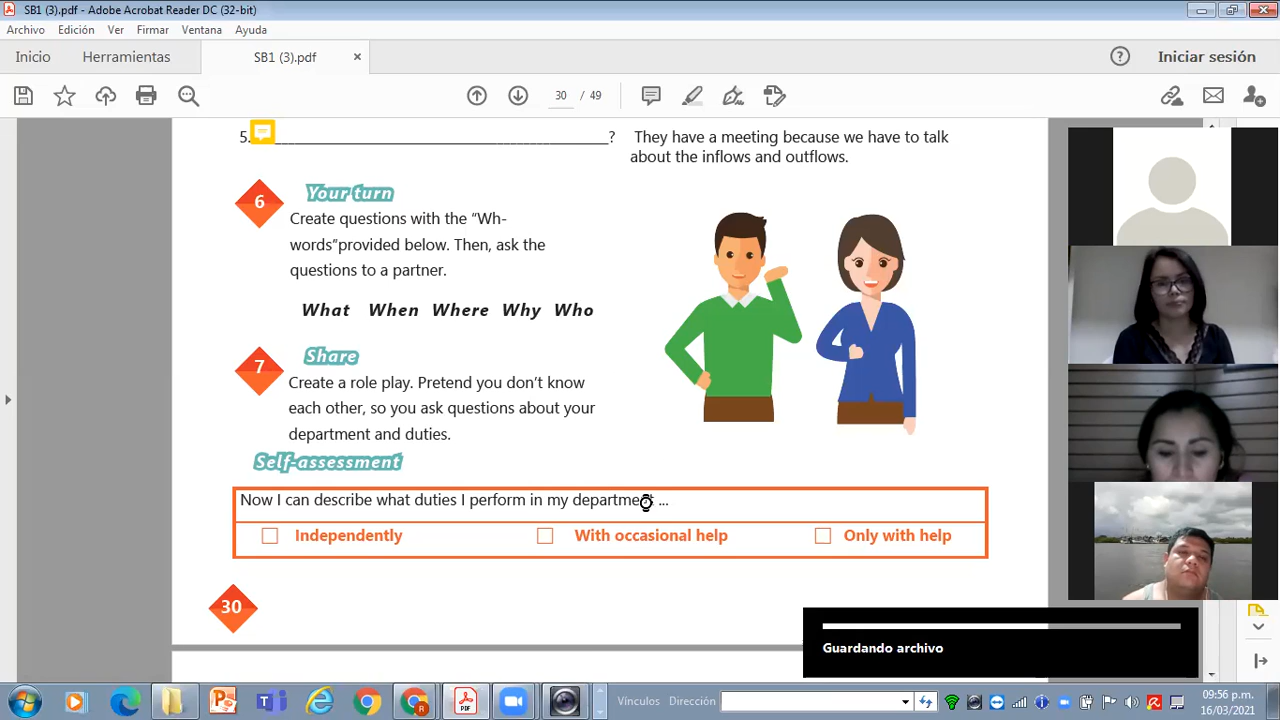 SB1 (3).pdf - Adobe Acrobat Reader DC (32-bit)
Archivo Edición Ver Firmar Ventana Ayuda
Inicio Herramientas SB1 (3).pdf × Iniciar sesión
30 / 49
5. ? They have a meeting because we have to talk
about the inflows and outflows.
6 Your turn
Create questions with the "Wh-
words"provided below. Then, ask the
questions to a partner.
What When Where Why Who
7 Share
Create a role play. Pretend you don't know
each other, so you ask questions about your
department and duties.
Self-assessment
Now I can describe what duties I perform in my department ...
Independently With occasional help Only with help
30
Guardando archivo
Vínculos Dirección
09:56 p.m.
16/03/2021